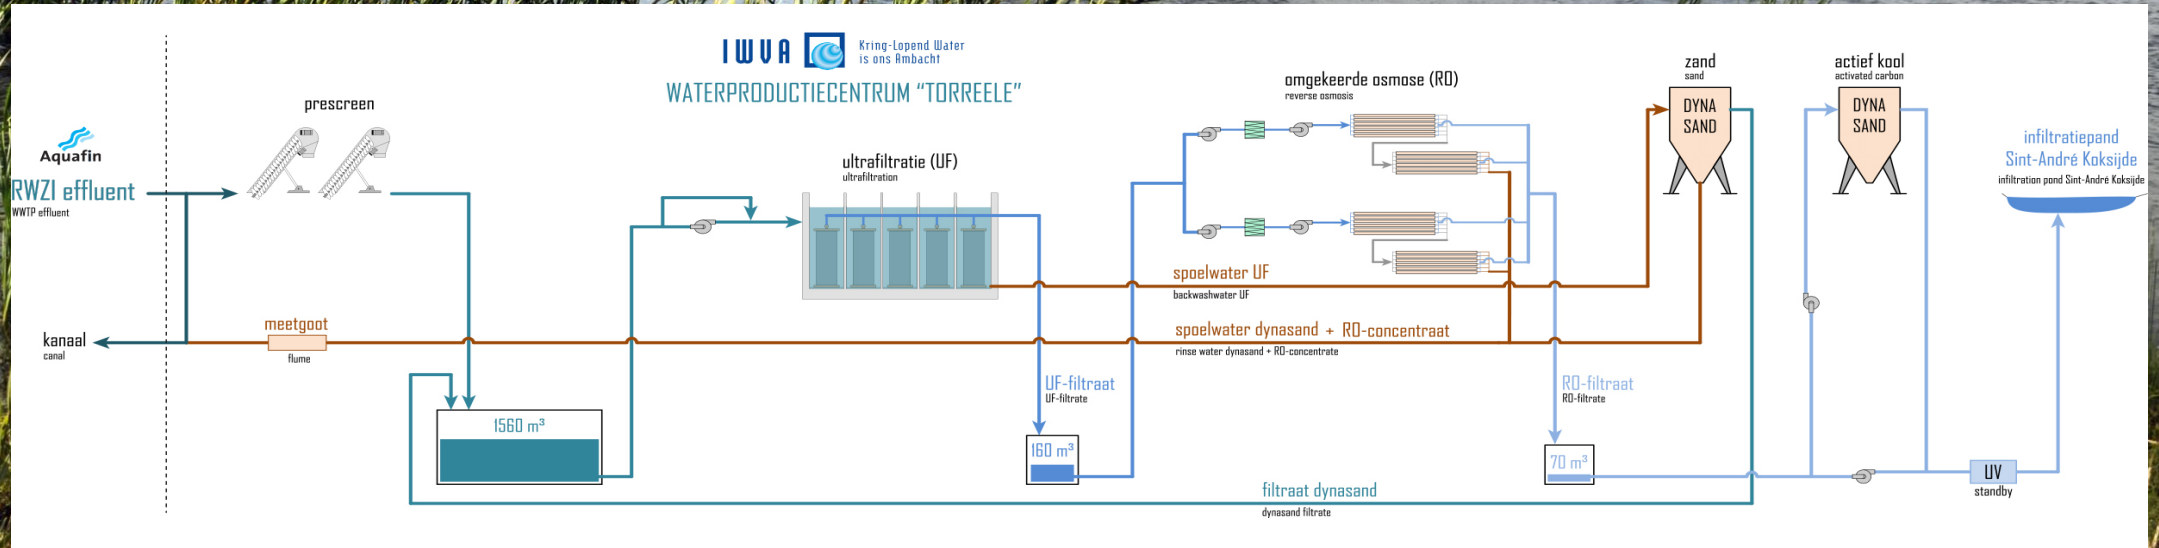 IWVA
Kring-Lopend Water
is ons Ambacht
WATERPRODUCTIECENTRUM “TORREELE”
Aquafin
RWZI effluent
WWTP effluent
prescreen
kanaal
canal
meetgoot
flume
1560 m³
ultrafiltratie (UF)
ultrafiltration
UF-filtraat
UF-filtrate
160 m³
omgekeerde osmose (RO)
reverse osmosis
spoelwater UF
backwashwater UF
spoelwater dynasand + RO-concentraat
rinse water dynasand + RO-concentrate
filtraat dynasand
dynasand filtrate
RO-filtraat
RO-filtrate
70 m³
zand
sand
DYNA
SAND
actief kool
activated carbon
DYNA
SAND
UV
standby
infiltratiepand
Sint-André Koksijde
infiltration pond Sint-André Koksijde